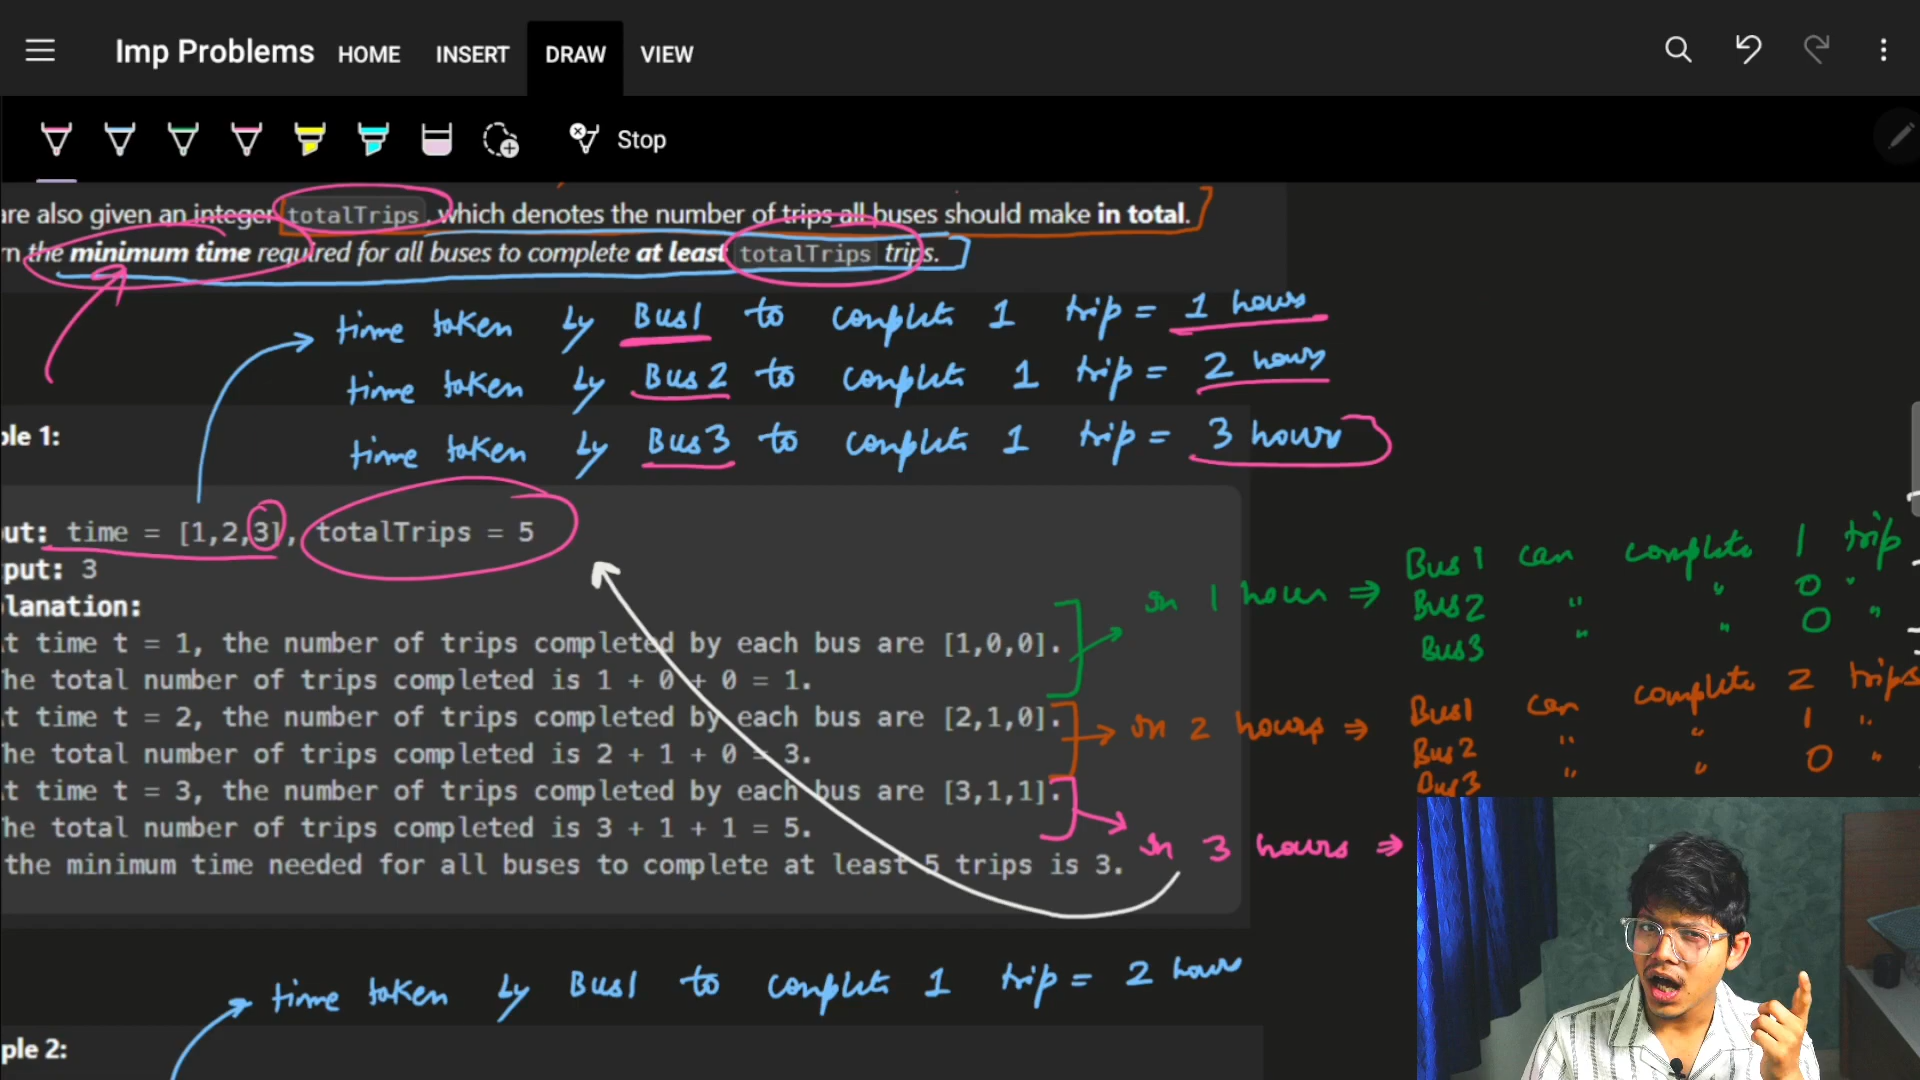 Imp Problems HOME INSERT DRAW VIEW
Stop
are also given an integer totalTrips, which denotes the number of trips all buses should make in total.
rn the minimum time required for all buses to complete at least totalTrips trips.
time taken by Bus1 to complet 1 trip = 1 hours
time taken by Bus2 to complet 1 trip = 2 hours
time taken by Bus3 to complet 1 trip = 3 hours
ple 1:
ut: time = [1,2,3], totalTrips = 5
put: 3
lanation:
t time t = 1, the number of trips completed by each bus are [1,0,0].
he total number of trips completed is 1 + 0 + 0 = 1.
t time t = 2, the number of trips completed by each bus are [2,1,0].
he total number of trips completed is 2 + 1 + 0 = 3.
t time t = 3, the number of trips completed by each bus are [3,1,1].
he total number of trips completed is 3 + 1 + 1 = 5.
the minimum time needed for all buses to complete at least 5 trips is 3.
In 1 hour ⇒ Bus1 can complete 1 trip
Bus2 " " 0 "
Bus3 " " 0 "
In 2 hours ⇒ Bus1 can complete 2 trips
Bus2 " " 1 "
Bus3 " " 0 "
In 3 hours ⇒
time taken by Bus1 to complet 1 trip = 2 hours
ple 2: